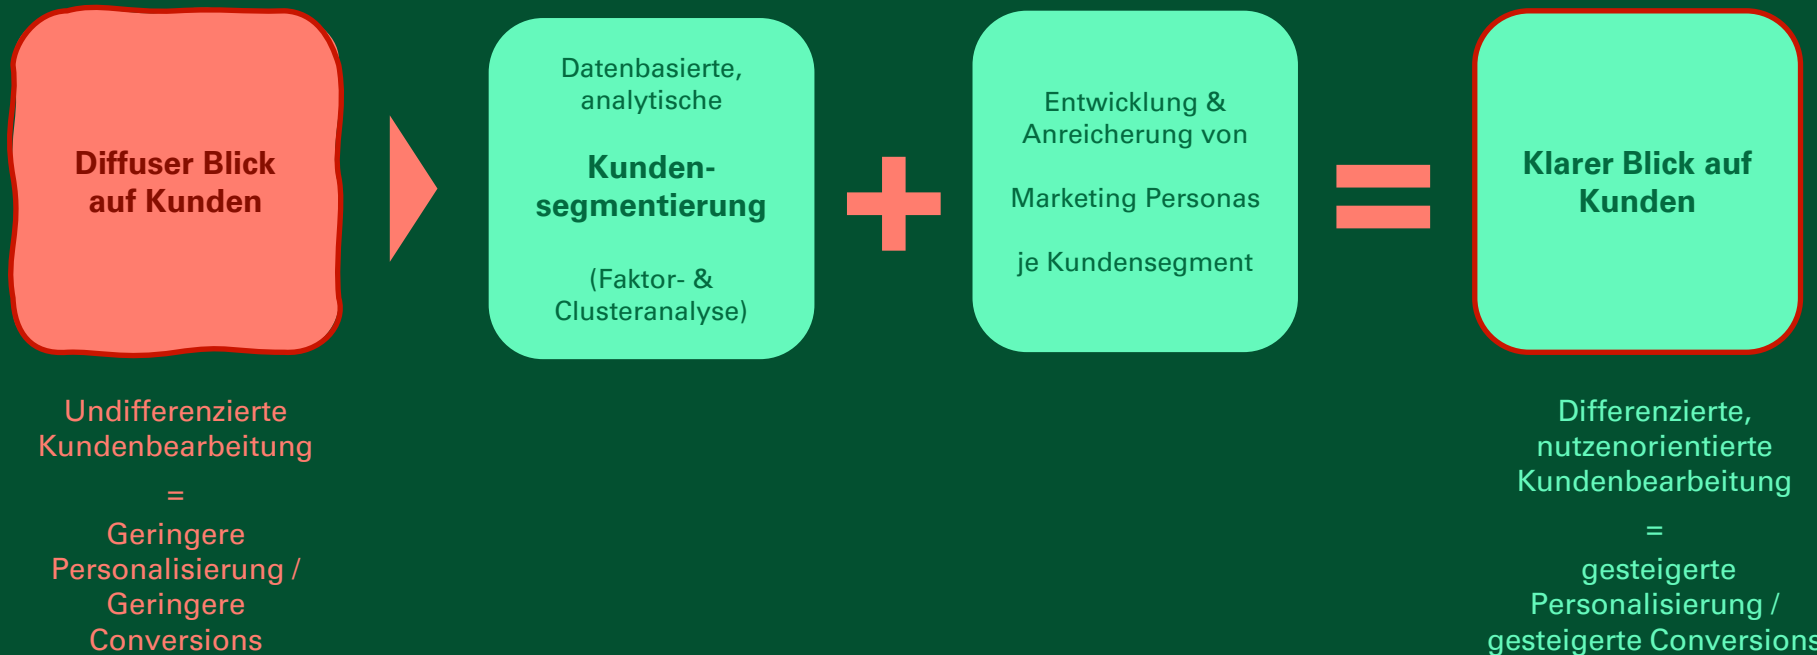 Diffuser Blick
auf Kunden
Undifferenzierte
Kundenbearbeitung
=
Geringere
Personalisierung /
Geringere
Conversions
Datenbasierte,
analytische
Kunden-
segmentierung
(Faktor- &
Clusteranalyse)
Entwicklung &
Anreicherung von
Marketing Personas
je Kundensegment
Klarer Blick auf
Kunden
Differenzierte,
nutzenorientierte
Kundenbearbeitung
=
gesteigerte
Personalisierung /
gesteigerte Conversions